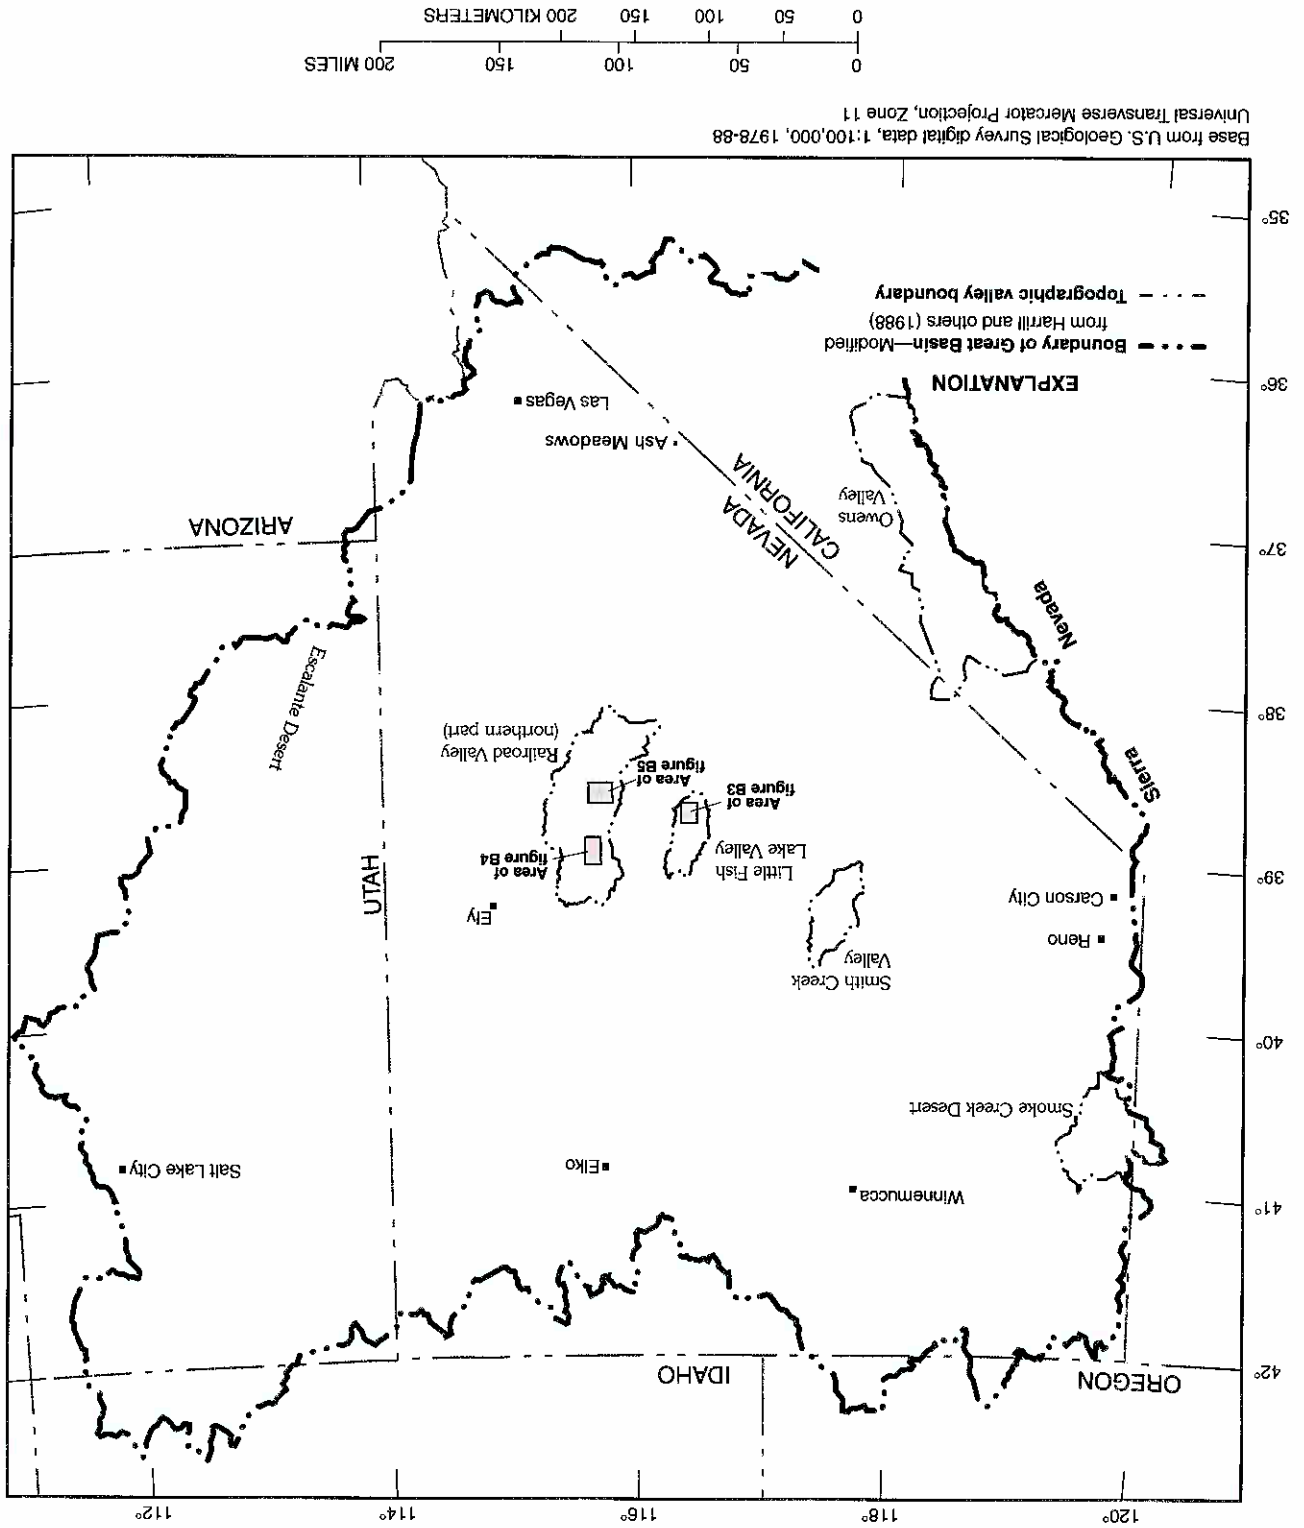 120°
118°
116°
114°
112°
42°
OREGON
IDAHO
41°
Winnemucca
Elko
Salt Lake City
Smoke Creek Desert
40°
Smith Creek
Valley
Reno
Carson City
39°
Ely
UTAH
Little Fish
Lake Valley
Area of
figure B4
Area of
figure B3
Area of
figure B5
Railroad Valley
(northern part)
Sierra
Nevada
38°
Escalante Desert
37°
NEVADA
CALIFORNIA
Owens
Valley
ARIZONA
Ash Meadows
Las Vegas
36°
EXPLANATION
Boundary of Great Basin—Modified
from Harrill and others (1988)
Topographic valley boundary
35°
Base from U.S. Geological Survey digital data, 1:100,000, 1978-88
Universal Transverse Mercator Projection, Zone 11
0 50 100 150 200 MILES
0 50 100 150 200 KILOMETERS